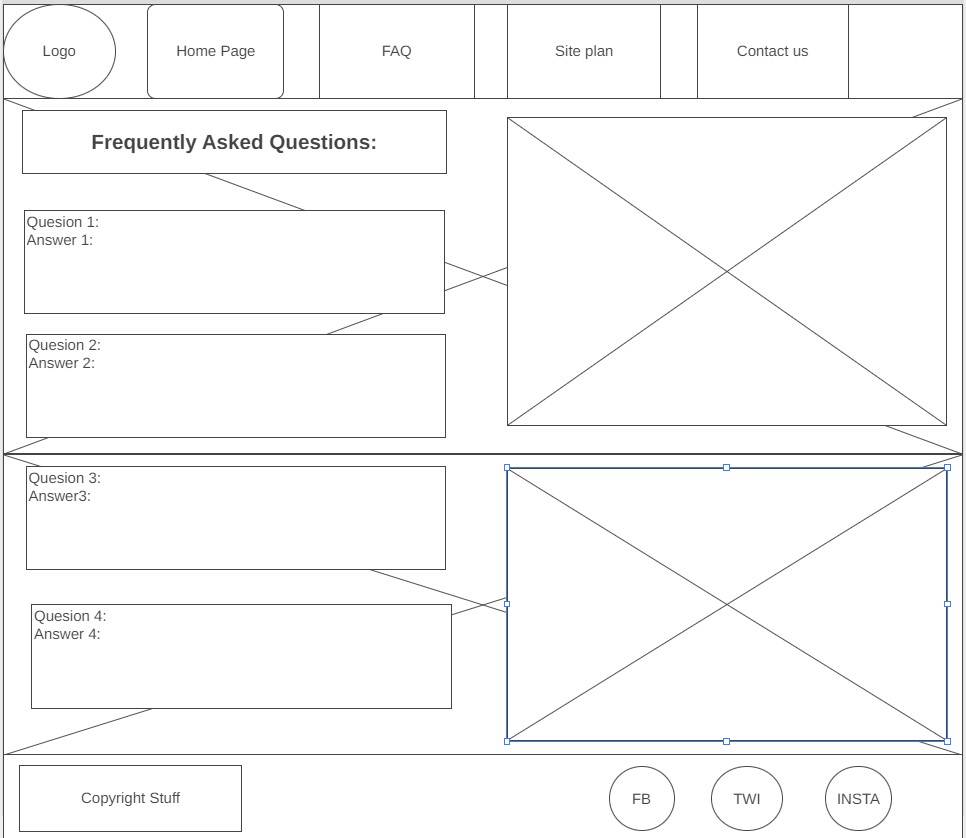 Logo
Home Page
FAQ
Site plan
Contact us
Frequently Asked Questions:
Quesion 1:
Answer 1:
Quesion 2:
Answer 2:
Quesion 3:
Answer3:
Quesion 4:
Answer 4:
Copyright Stuff
FB
TWI
INSTA